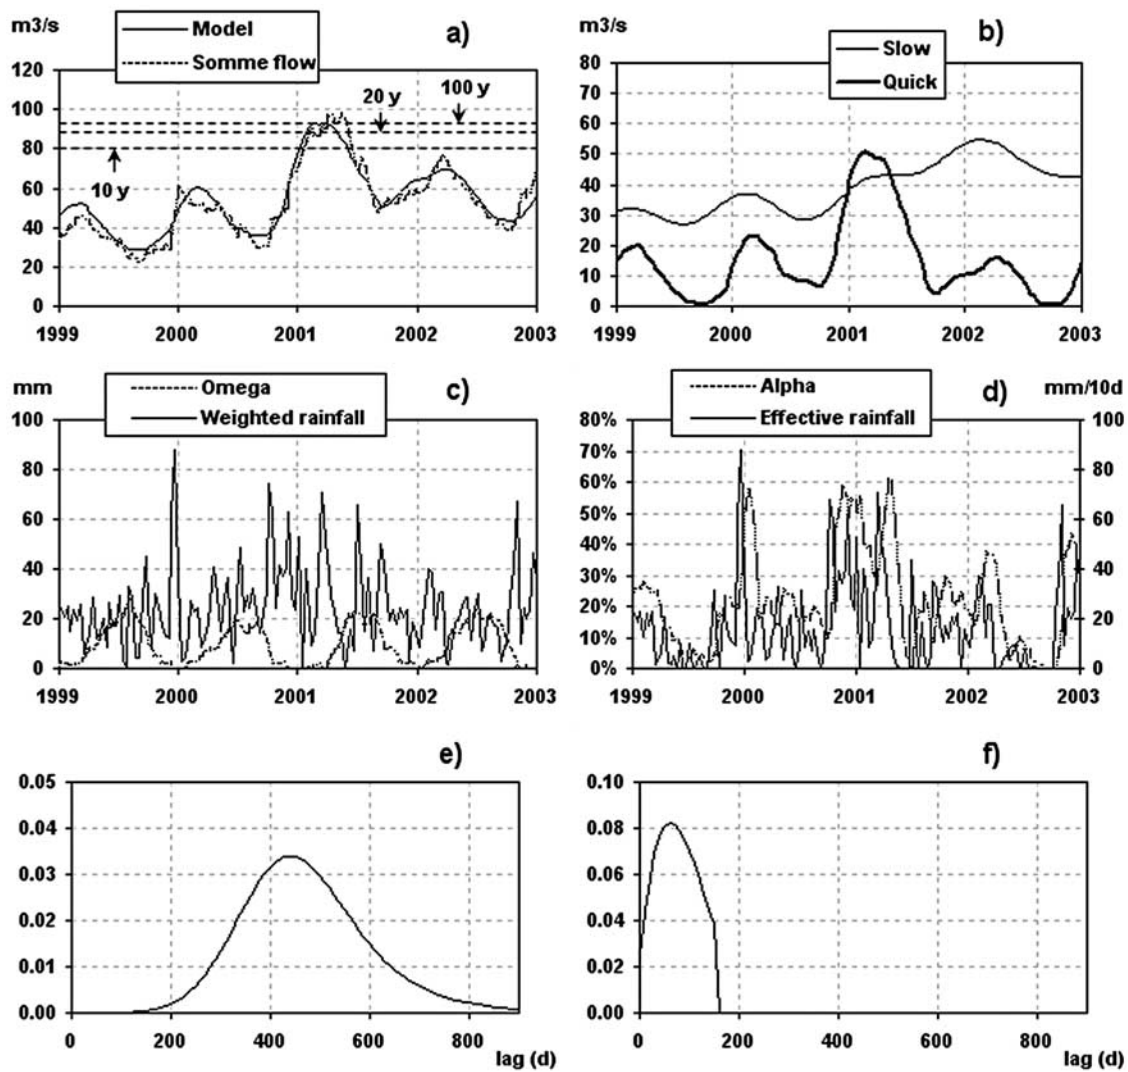 m3/s
Model
Somme flow
a)
120
100
80
60
40
20
0
20 y
100 y
10 y
1999 2000 2001 2002 2003
m3/s
Slow
Quick
b)
80
70
60
50
40
30
20
10
0
1999 2000 2001 2002 2003
mm
Omega
Weighted rainfall
c)
100
80
60
40
20
0
1999 2000 2001 2002 2003
Alpha
Effective rainfall
d)
mm/10d
80%
70%
60%
50%
40%
30%
20%
10%
0%
100
80
60
40
20
0
1999 2000 2001 2002 2003
e)
0.05
0.04
0.03
0.02
0.01
0.00
0 200 400 600 800
lag (d)
f)
0.10
0.08
0.06
0.04
0.02
0.00
0 200 400 600 800
lag (d)